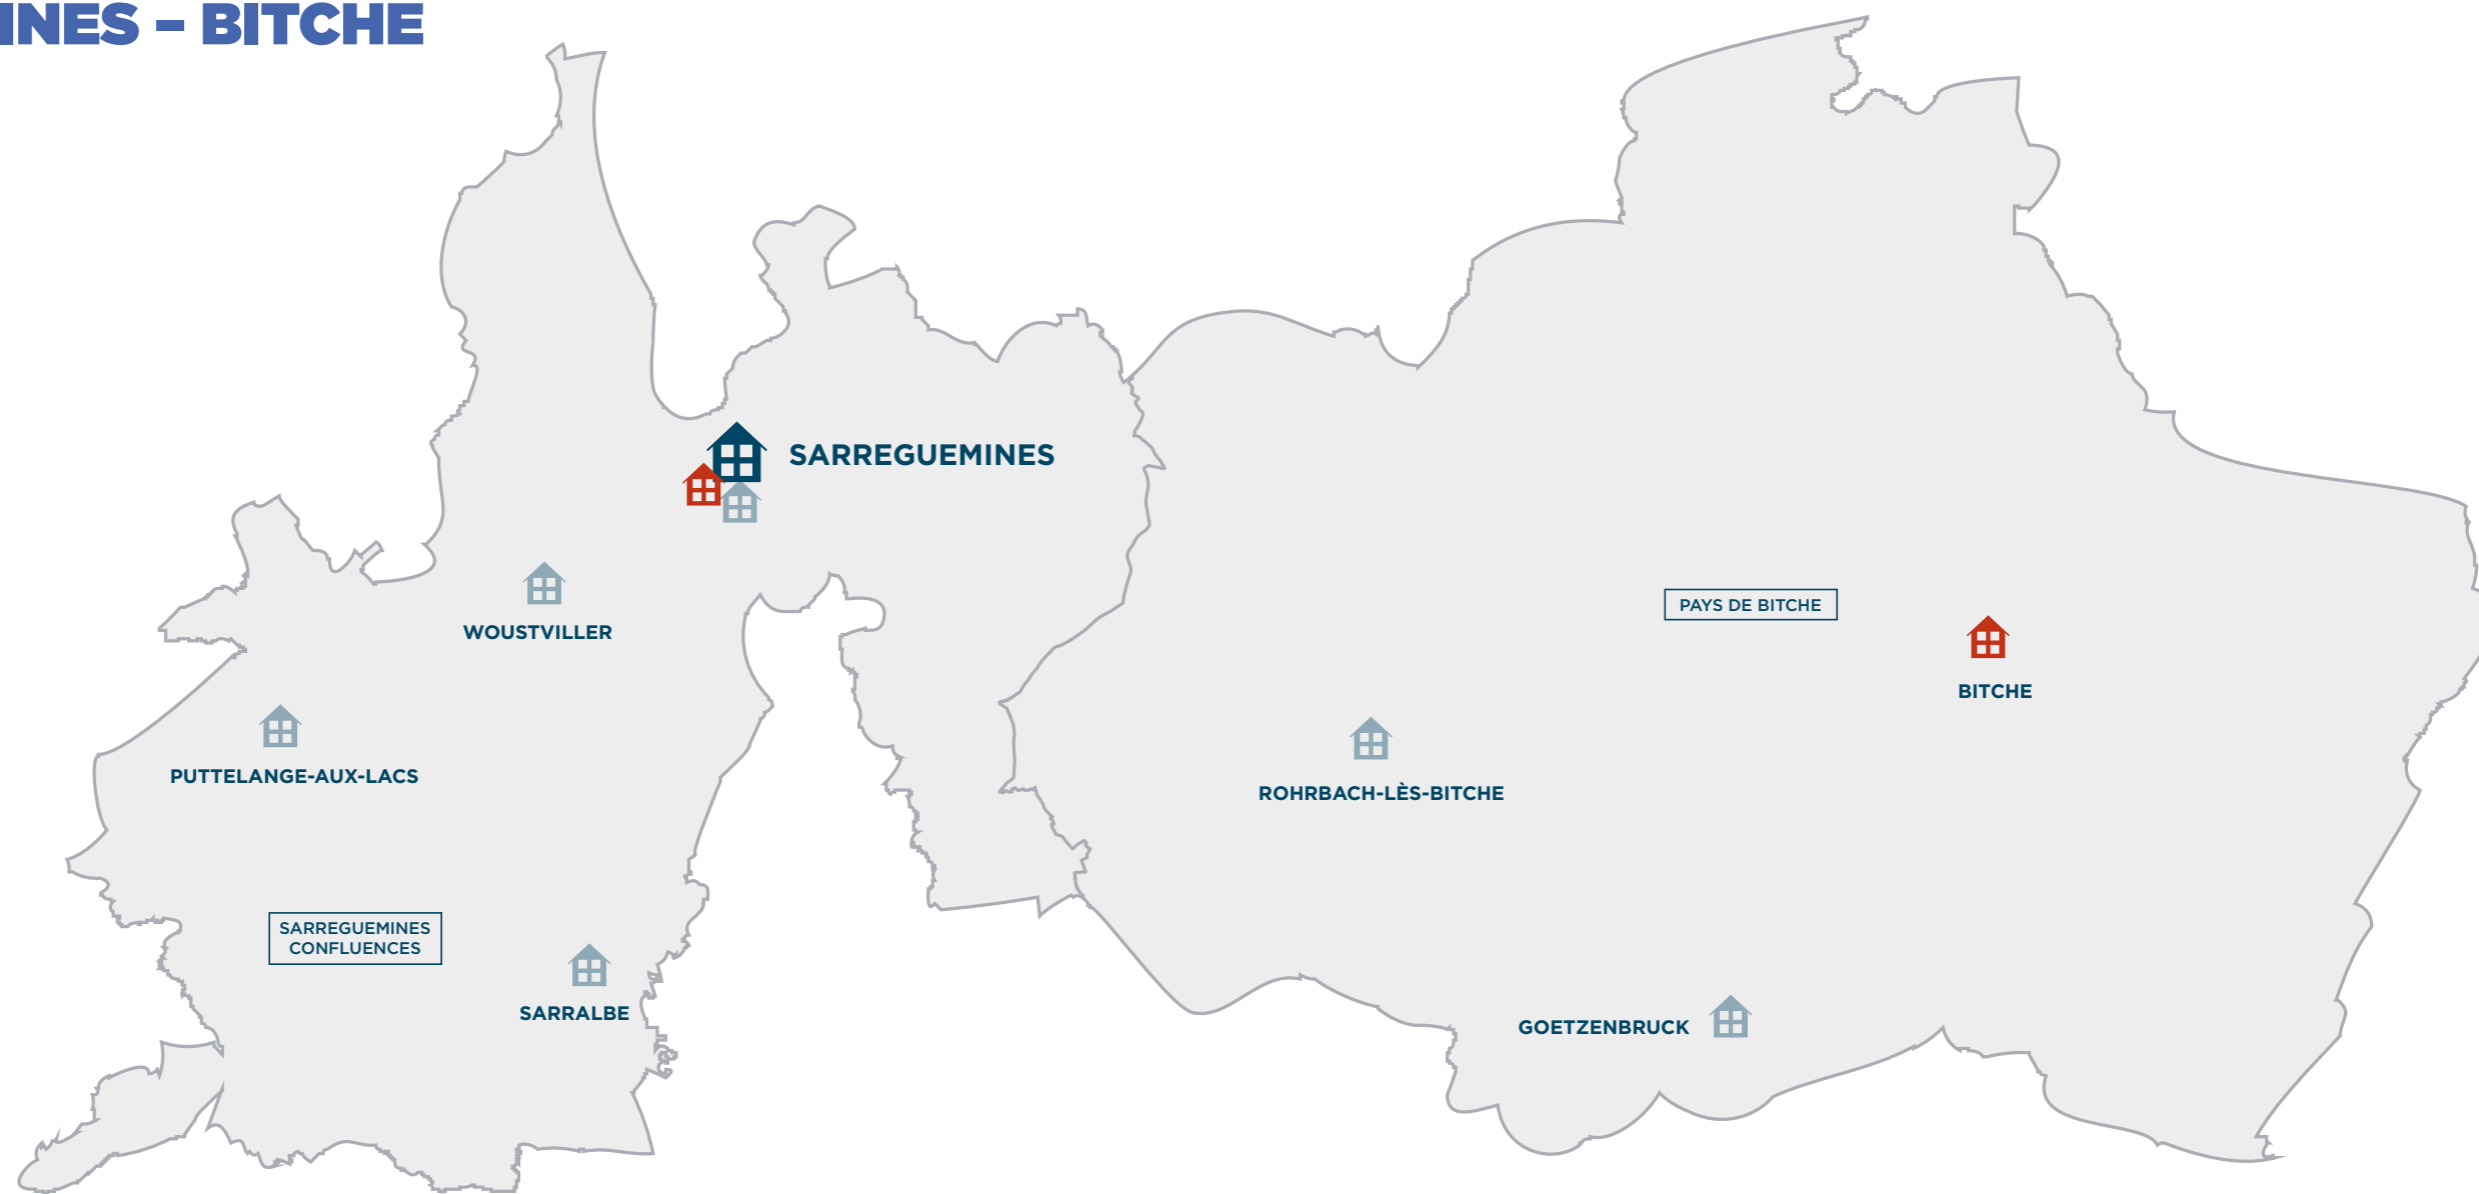 INES – BITCHE
SARREGUEMINES
WOUSTVILLER
PAYS DE BITCHE
BITCHE
PUTTELANGE-AUX-LACS
ROHRBACH-LÈS-BITCHE
SARREGUEMINES
CONFLUENCES
SARRALBE
GOETZENBRUCK